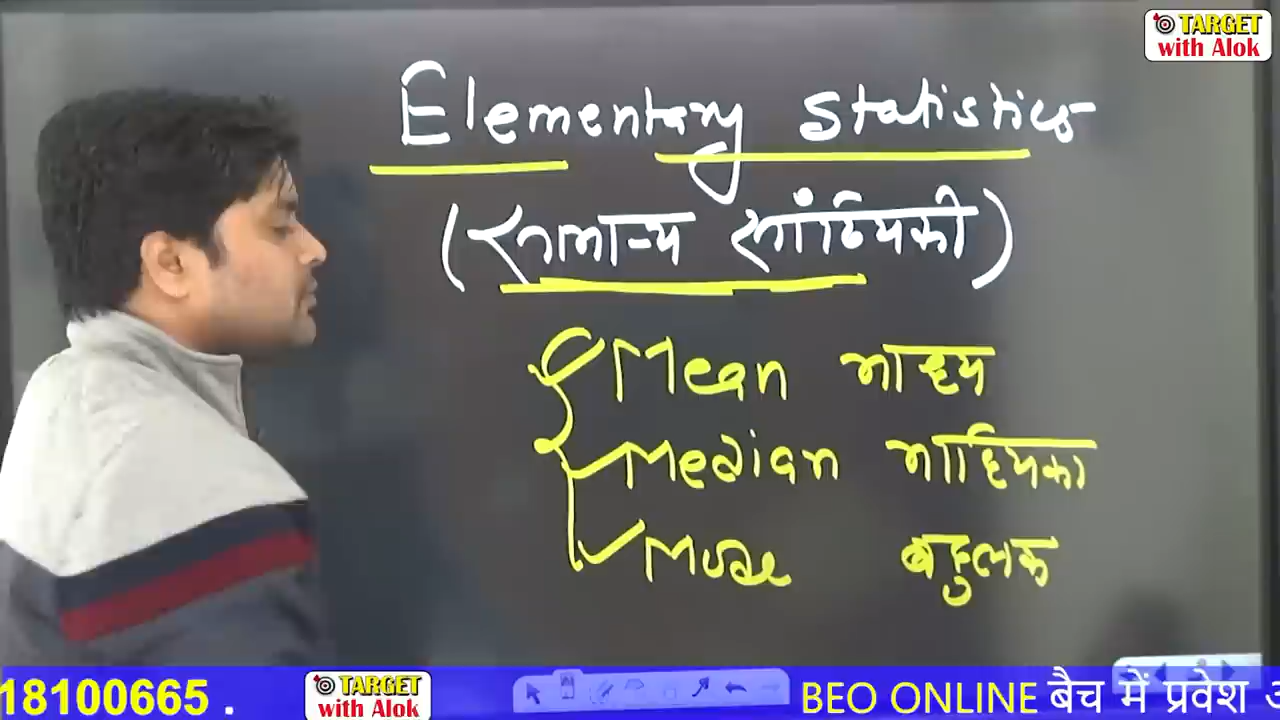 TARGET
with Alok
Elementary Statistics
(सामान्य सांख्यिकी)
Mean माध्य
Median माध्यिका
Mode बहुलक
18100665 .
TARGET
with Alok
BEO ONLINE बैच में प्रवेश